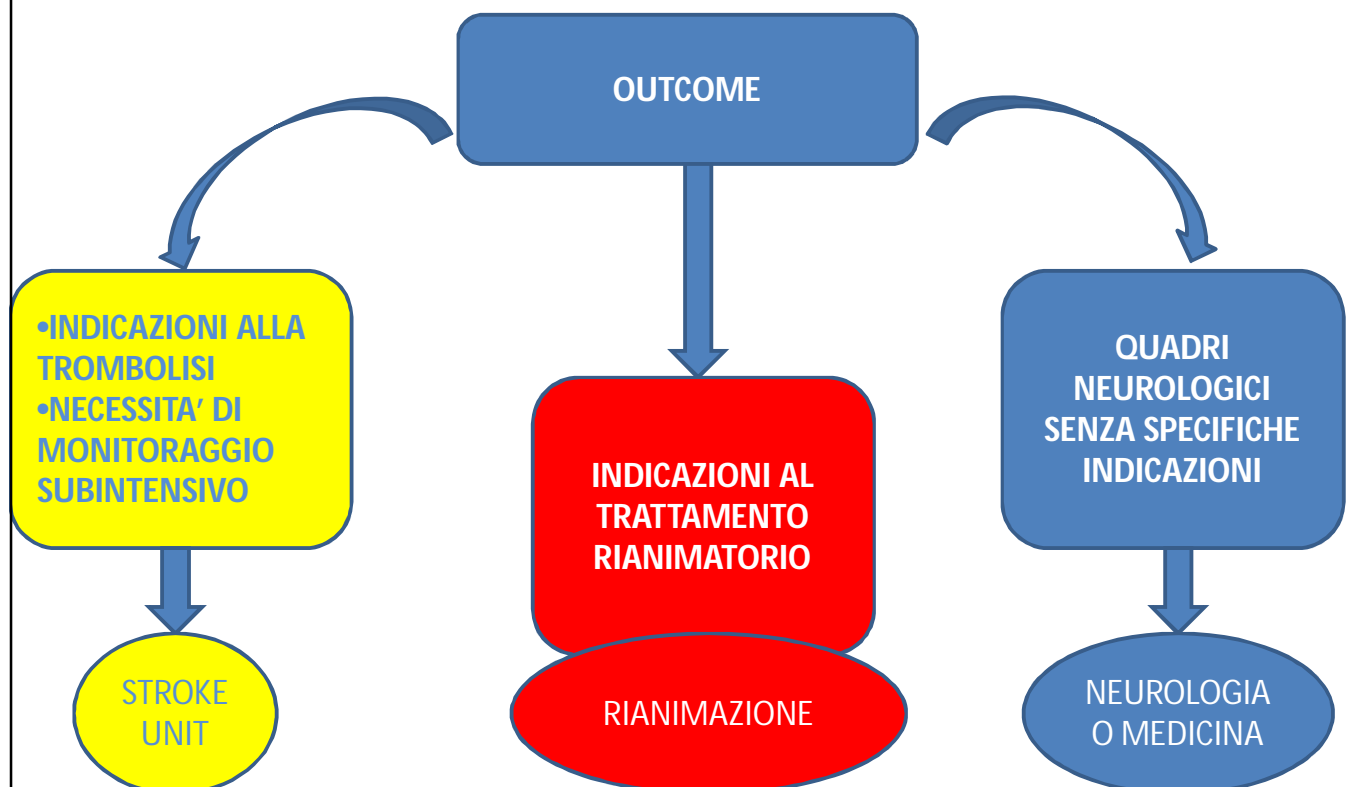 OUTCOME
•INDICAZIONI ALLA
TROMBOLISI
•NECESSITA’ DI
MONITORAGGIO
SUBINTENSIVO
STROKE
UNIT
INDICAZIONI AL
TRATTAMENTO
RIANIMATORIO
RIANIMAZIONE
QUADRI
NEUROLOGICI
SENZA SPECIFICHE
INDICAZIONI
NEUROLOGIA
O MEDICINA